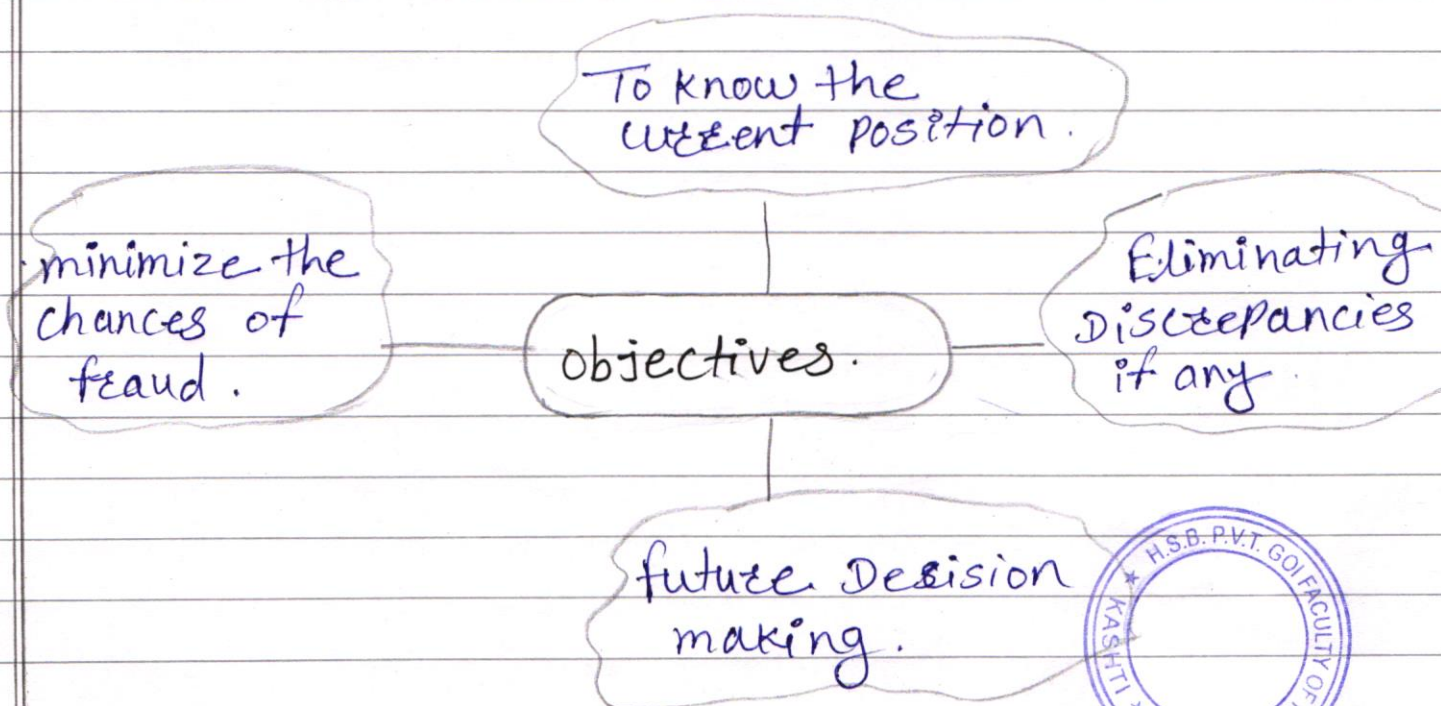 To know the
current position.
minimize the
chances of
fraud.
objectives.
Eliminating
Discrepancies
if any.
future Decision
making.
H.S.B. P.V.T. GOI FACULTY OF
★ KASHTI ★